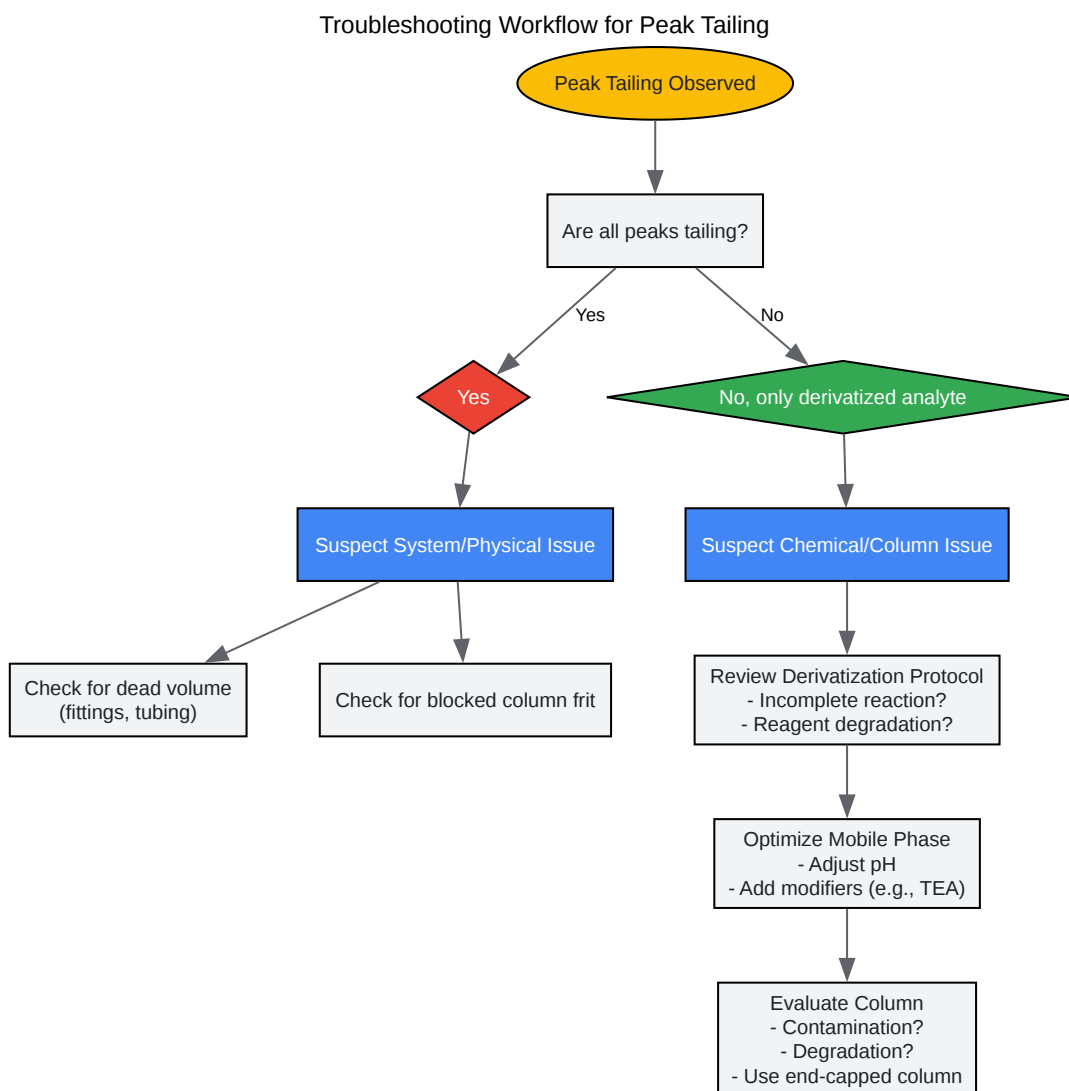 Troubleshooting Workflow for Peak Tailing
Peak Tailing Observed
Are all peaks tailing?
Yes
No
Yes
No, only derivatized analyte
Suspect System/Physical Issue
Suspect Chemical/Column Issue
Check for dead volume
(fittings, tubing)
Check for blocked column frit
Review Derivatization Protocol
- Incomplete reaction?
- Reagent degradation?
Optimize Mobile Phase
- Adjust pH
- Add modifiers (e.g., TEA)
Evaluate Column
- Contamination?
- Degradation?
- Use end-capped column